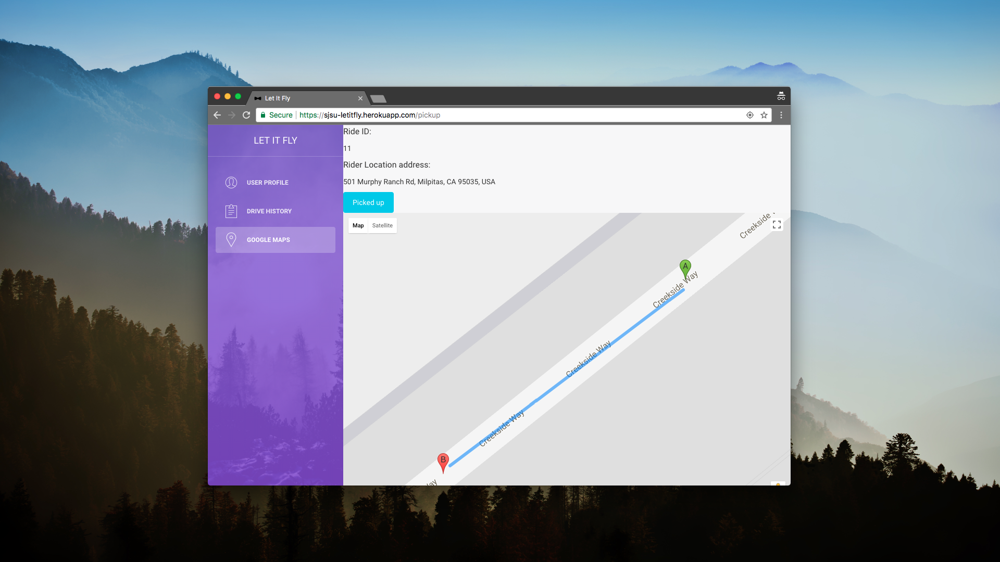 Let It Fly
Secure https://sjsu-letitfly.herokuapp.com/pickup
LET IT FLY
USER PROFILE
DRIVE HISTORY
GOOGLE MAPS
Ride ID:
11
Rider Location address:
501 Murphy Ranch Rd, Milpitas, CA 95035, USA
Picked up
Map Satellite
Creekside
A
Creekside Way
Creekside Way
Creekside Way
B